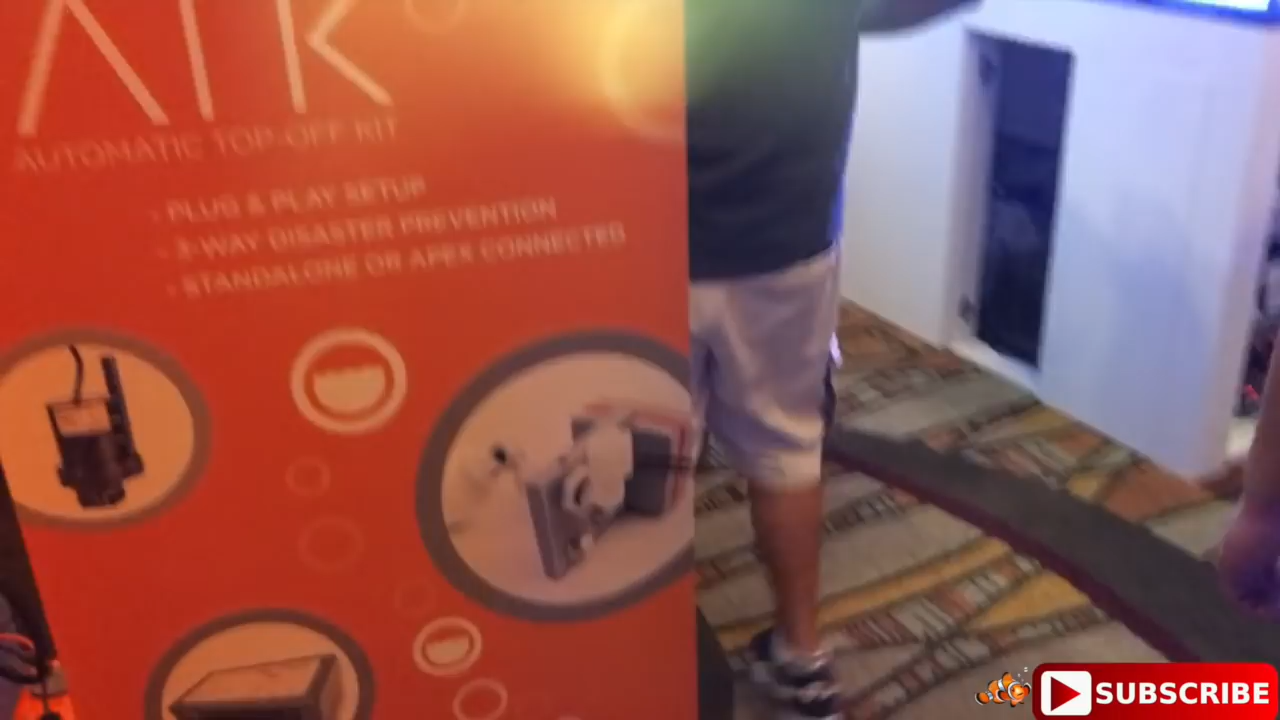 ATK
AUTOMATIC TOP-OFF KIT
- PLUG & PLAY SETUP
- 3-WAY DISASTER PREVENTION
- STANDALONE OR APEX CONNECTED
SUBSCRIBE